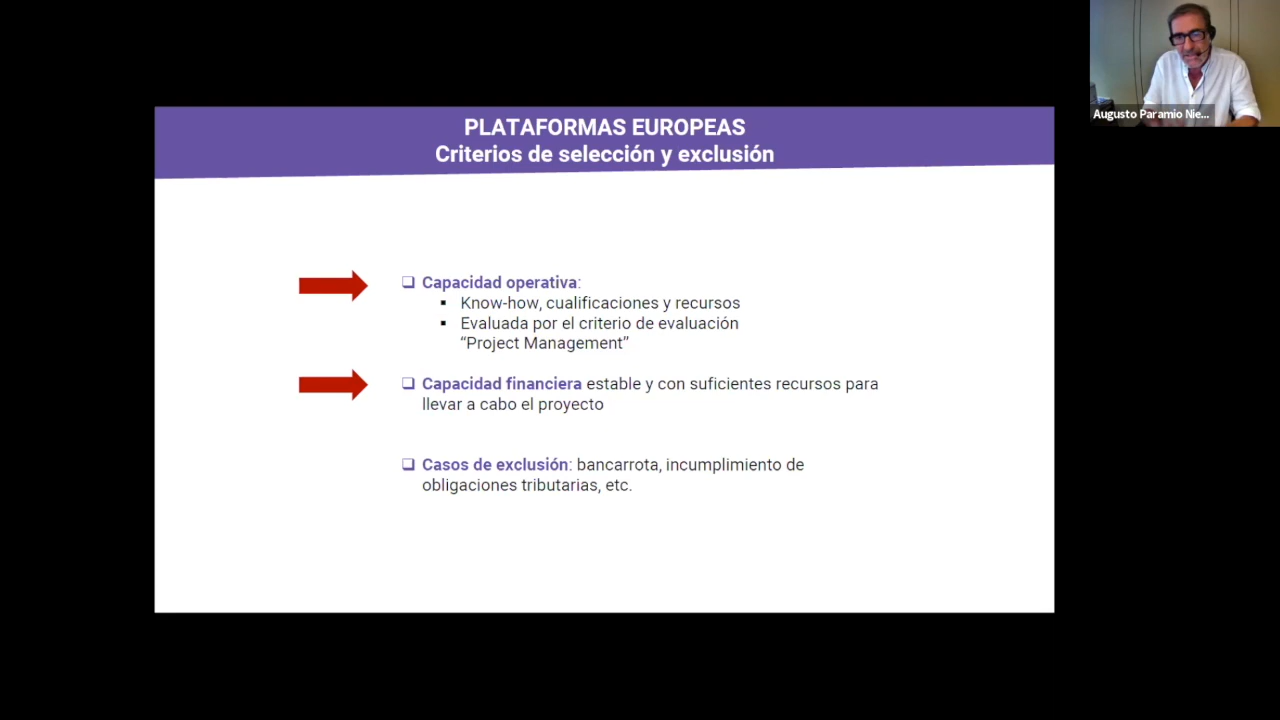 PLATAFORMAS EUROPEAS
Criterios de selección y exclusión
Capacidad operativa:
Know-how, cualificaciones y recursos
Evaluada por el criterio de evaluación
“Project Management”
Capacidad financiera estable y con suficientes recursos para
llevar a cabo el proyecto
Casos de exclusión: bancarrota, incumplimiento de
obligaciones tributarias, etc.
Augusto Paramio Nie...